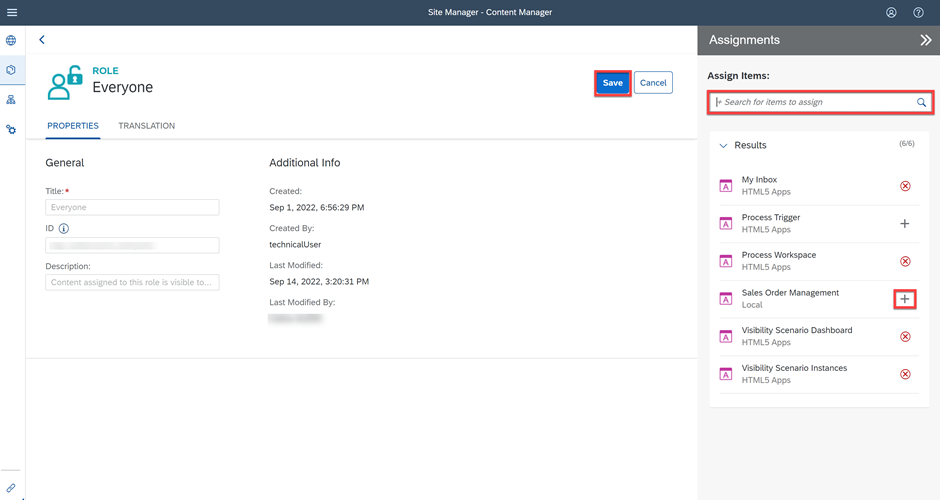 Site Manager - Content Manager
ROLE
Everyone
Save
Cancel
PROPERTIES
TRANSLATION
General
Title:*
Everyone
ID
Description:
Content assigned to this role is visible to...
Additional Info
Created:
Sep 1, 2022, 6:56:29 PM
Created By:
technicalUser
Last Modified:
Sep 14, 2022, 3:20:31 PM
Last Modified By:
Assignments
Assign Items:
Search for items to assign
Results
(6/6)
My Inbox
HTML5 Apps
Process Trigger
HTML5 Apps
Process Workspace
HTML5 Apps
Sales Order Management
Local
Visibility Scenario Dashboard
HTML5 Apps
Visibility Scenario Instances
HTML5 Apps